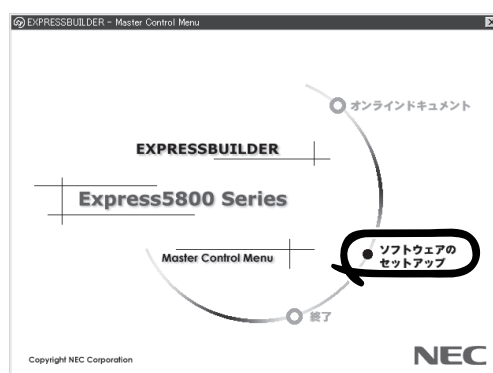 EXPRESSBUILDER - Master Control Menu
オンラインドキュメント
EXPRESSBUILDER
Express5800 Series
Master Control Menu
ソフトウェアの
セットアップ
終了
Copyright NEC Corporation
NEC